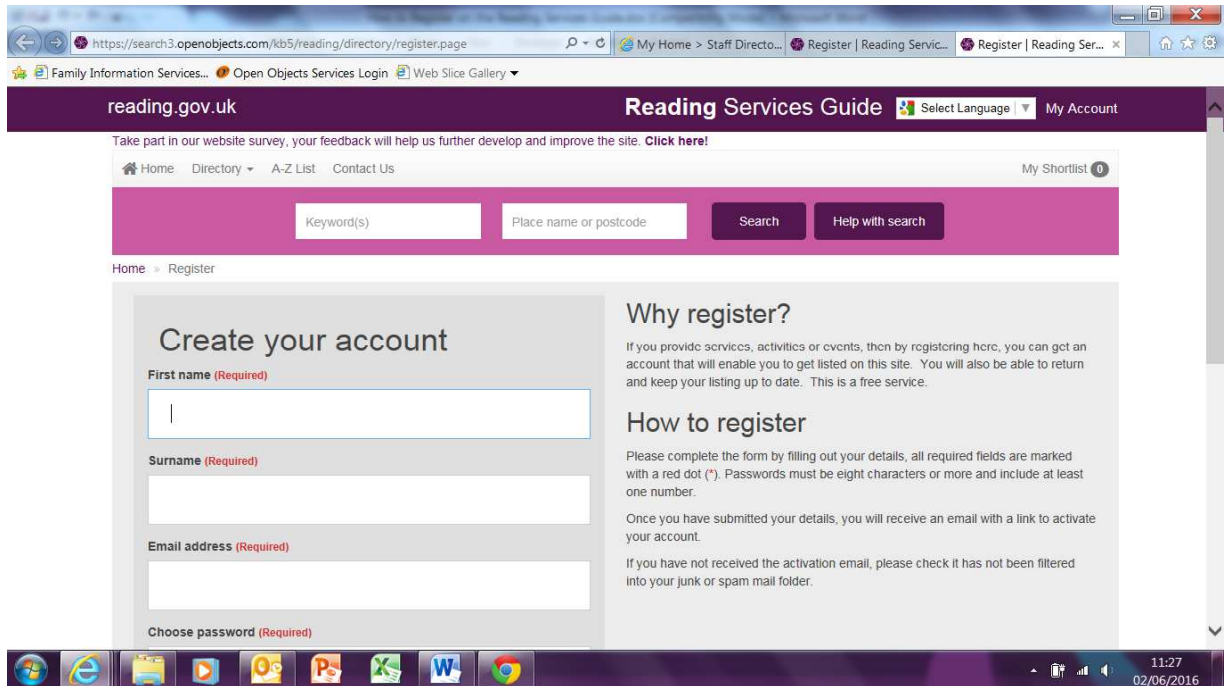 https://search3.openobjects.com/kb5/reading/directory/register.page
My Home > Staff Directo...
Register | Reading Servic...
Register | Reading Ser...
Family Information Services...
Open Objects Services Login
Web Slice Gallery
reading.gov.uk
Reading Services Guide
Select Language
My Account
Take part in our website survey, your feedback will help us further develop and improve the site. Click here!
Home
Directory
A-Z List
Contact Us
My Shortlist 0
Keyword(s)
Place name or postcode
Search
Help with search
Home » Register
Create your account
First name (Required)
Surname (Required)
Email address (Required)
Choose password (Required)
Why register?
If you provide services, activities or events, then by registering here, you can get an
account that will enable you to get listed on this site. You will also be able to return
and keep your listing up to date. This is a free service.
How to register
Please complete the form by filling out your details, all required fields are marked
with a red dot (*). Passwords must be eight characters or more and include at least
one number.
Once you have submitted your details, you will receive an email with a link to activate
your account.
If you have not received the activation email, please check it has not been filtered
into your junk or spam mail folder.
11:27
02/06/2016